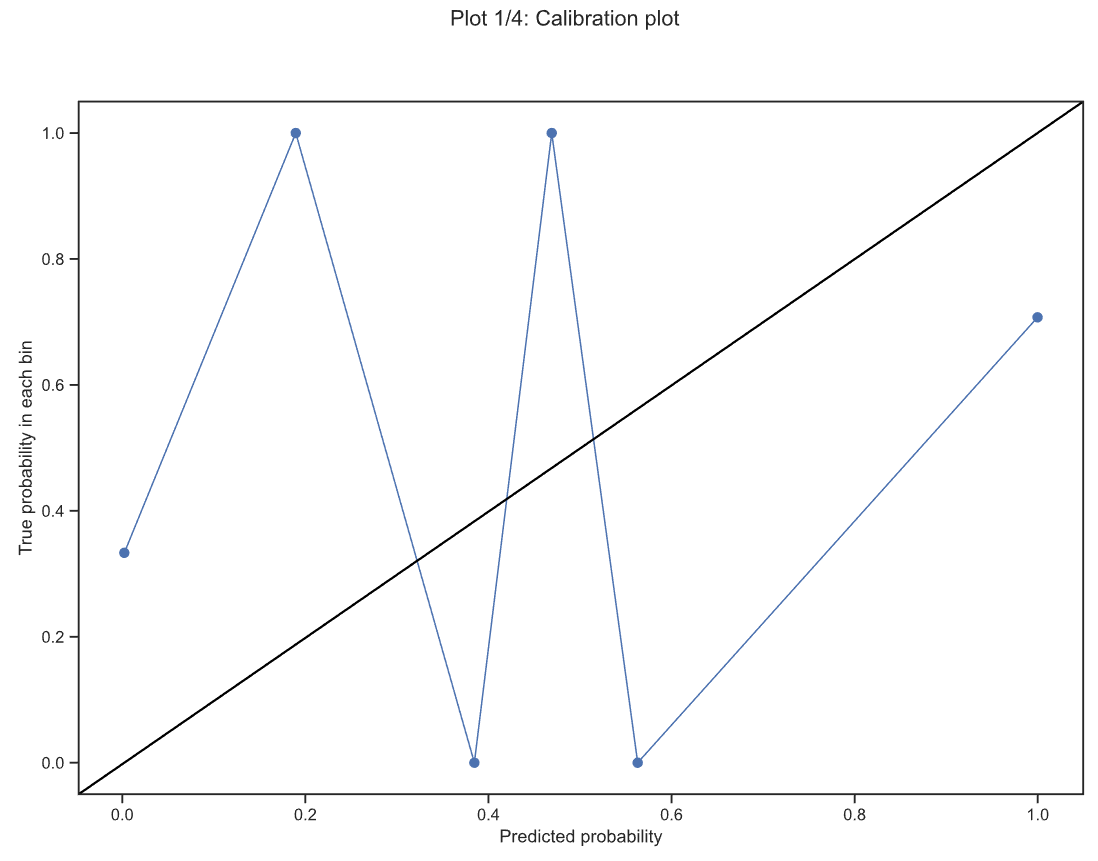 Plot 1/4: Calibration plot
1.0
0.8
0.6
0.4
0.2
0.0
True probability in each bin
0.0 0.2 0.4 0.6 0.8 1.0
Predicted probability